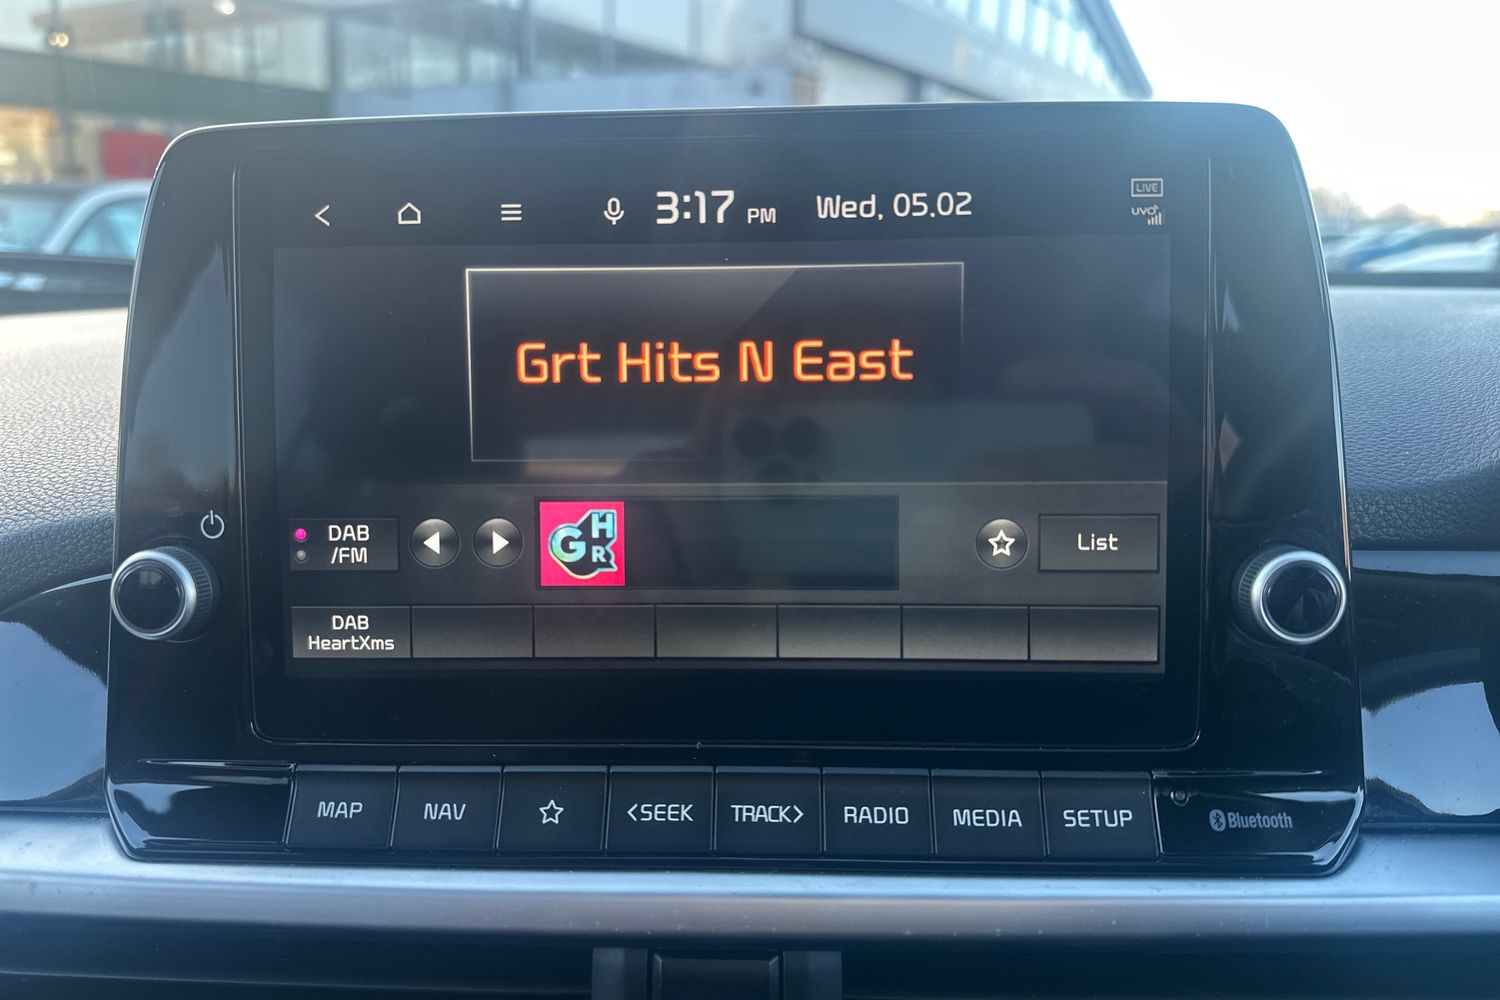 3:17 PM Wed, 05.02
LIVE
UVO
Grt Hits N East
DAB
/FM
GHR
List
DAB
HeartXms
MAP NAV <SEEK TRACK> RADIO MEDIA SETUP
Bluetooth